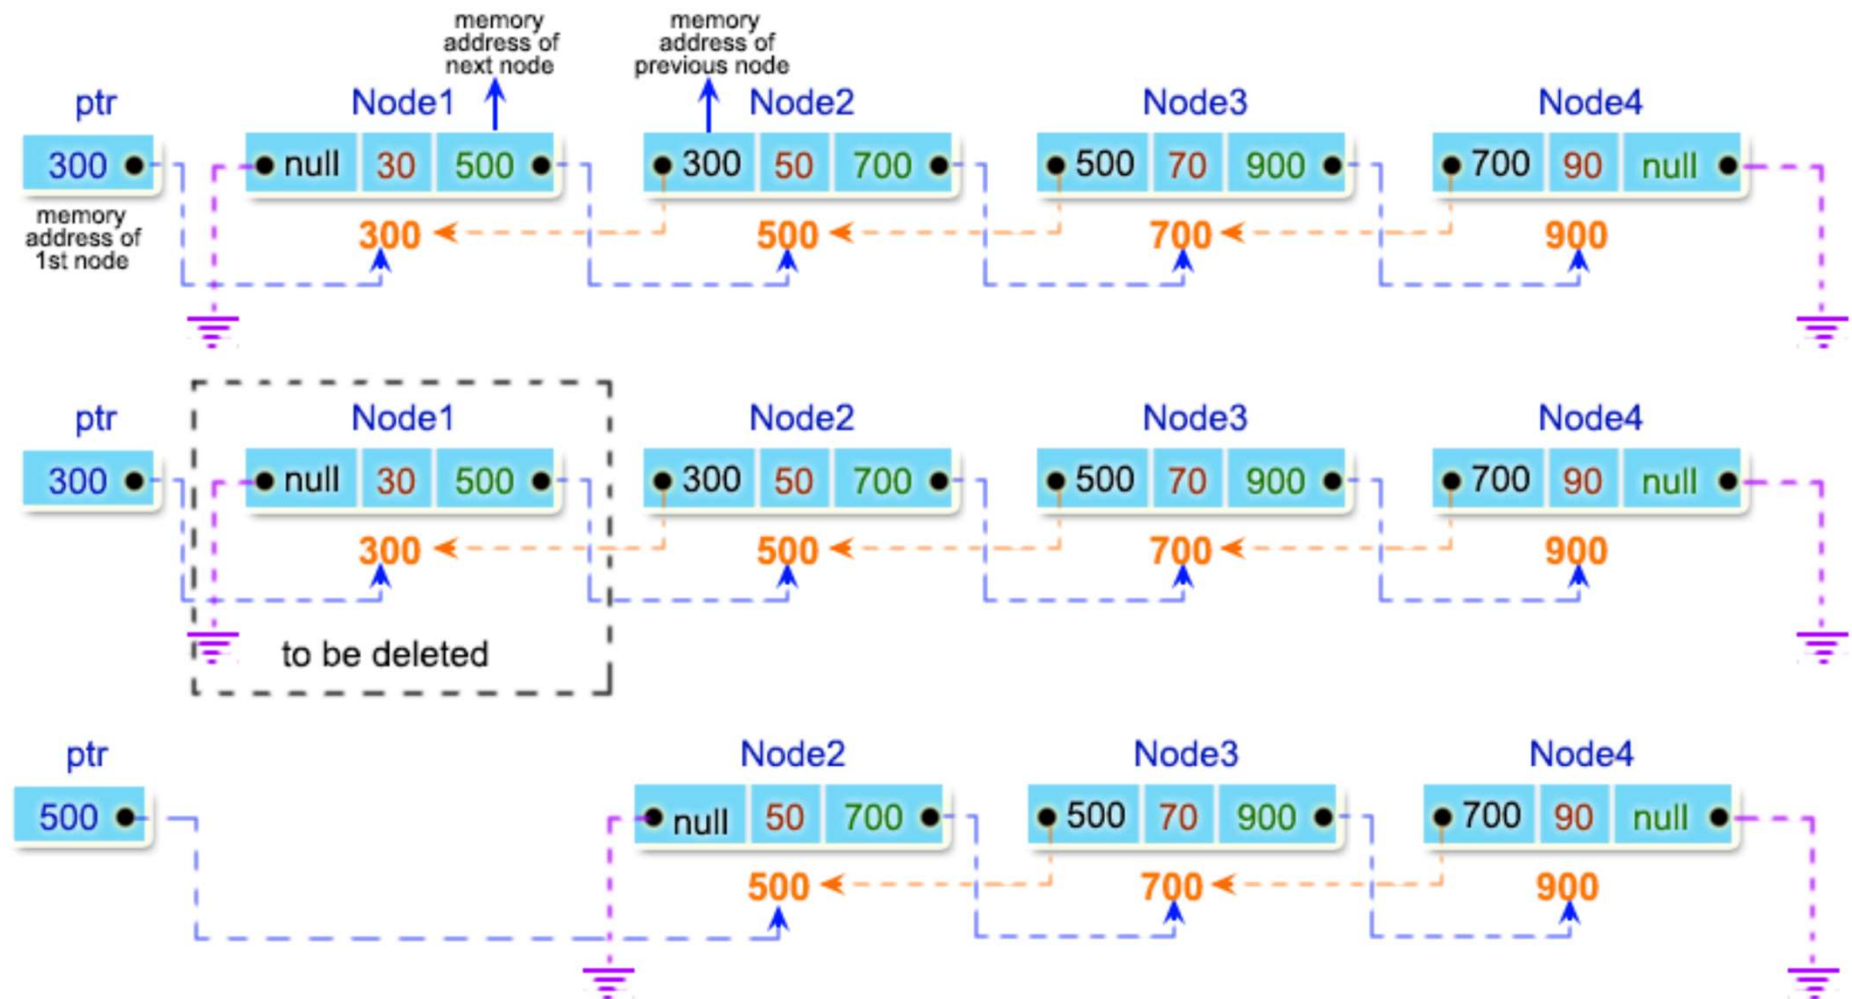 memory
address of
next node
memory
address of
previous node
ptr Node1 Node2 Node3 Node4
300 null 30 500 300 50 700 500 70 900 700 90 null
memory
address of
1st node
300 500 700 900
ptr Node1 Node2 Node3 Node4
300 null 30 500 300 50 700 500 70 900 700 90 null
300 500 700 900
to be deleted
ptr Node2 Node3 Node4
500 null 50 700 500 70 900 700 90 null
500 700 900